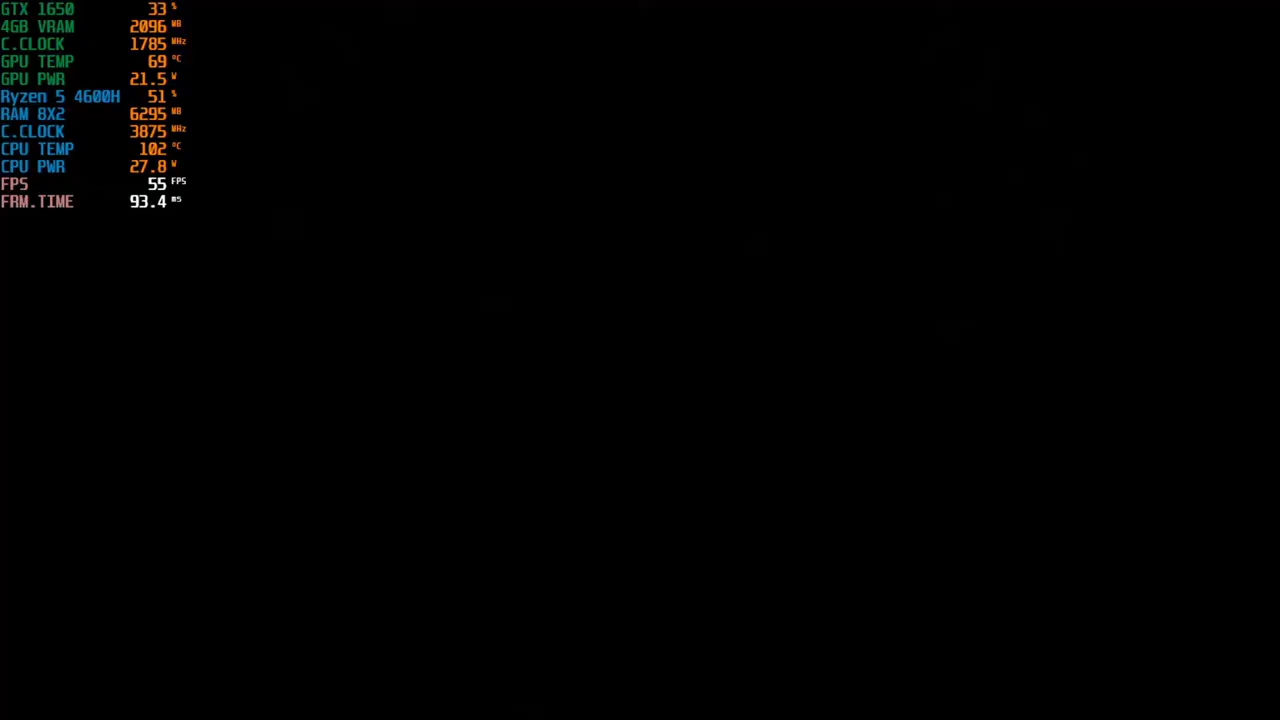 GTX 1650 33 %
4GB VRAM 2096 MB
C.CLOCK 1785 MHz
GPU TEMP 69 °C
GPU PWR 21.5 W
Ryzen 5 4600H 51 %
RAM 8X2 6295 MB
C.CLOCK 3875 MHz
CPU TEMP 102 °C
CPU PWR 27.8 W
FPS 55 FPS
FRM.TIME 93.4 ms